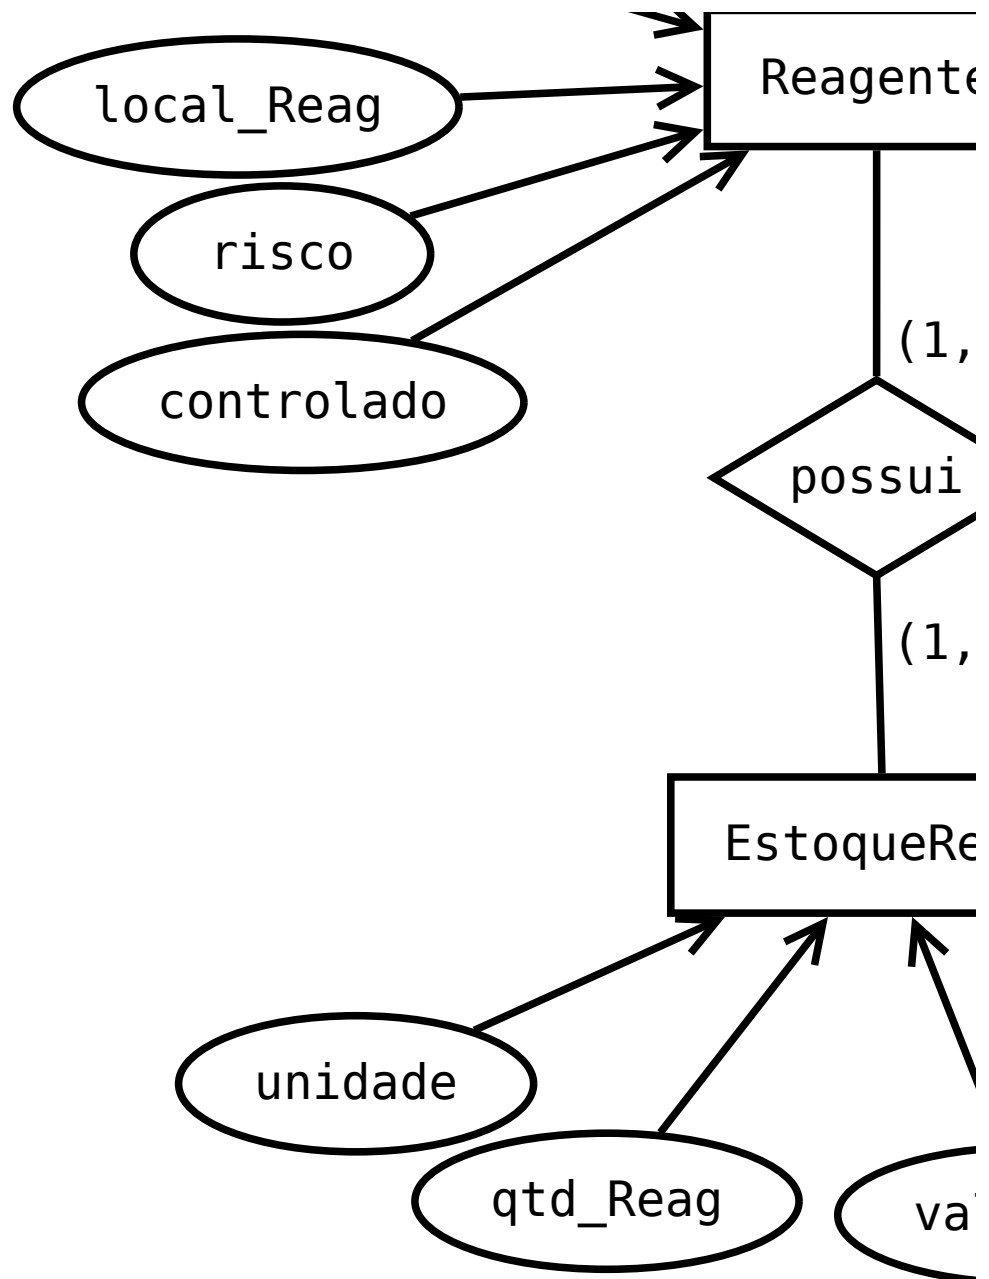 Reagente
local_Reag
risco
(1,
controlado
possui
(1,
EstoqueRe
unidade
qtd_Reag